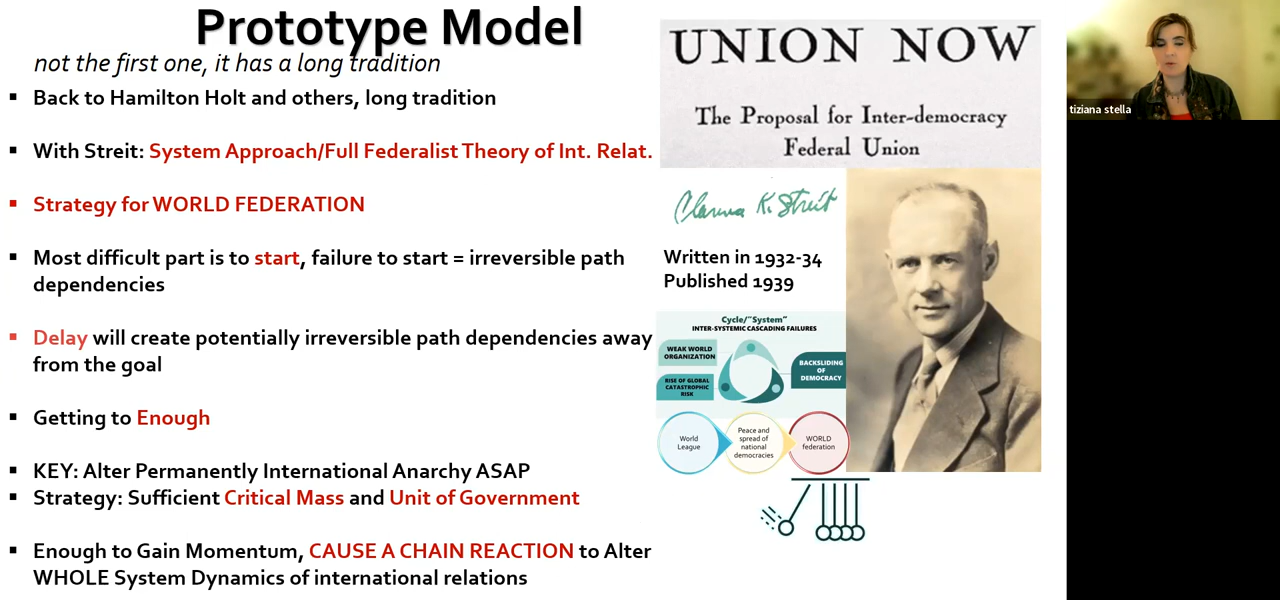 Prototype Model
not the first one, it has a long tradition
▪ Back to Hamilton Holt and others, long tradition
▪ With Streit: System Approach/Full Federalist Theory of Int. Relat.
▪ Strategy for WORLD FEDERATION
▪ Most difficult part is to start, failure to start = irreversible path
dependencies
▪ Delay will create potentially irreversible path dependencies away
from the goal
▪ Getting to Enough
▪ KEY: Alter Permanently International Anarchy ASAP
▪ Strategy: Sufficient Critical Mass and Unit of Government
▪ Enough to Gain Momentum, CAUSE A CHAIN REACTION to Alter
WHOLE System Dynamics of international relations
UNION NOW
The Proposal for Inter-democracy
Federal Union
Clarence K. Streit
Written in 1932-34
Published 1939
Cycle/"System"
INTER-SYSTEMIC CASCADING FAILURES
WEAK WORLD
ORGANIZATION
RISE OF GLOBAL
CATASTROPHIC
RISK
BACKSLIDING
OF
DEMOCRACY
World
League
Peace and
spread of
national
democracies
WORLD
federation
tiziana stella